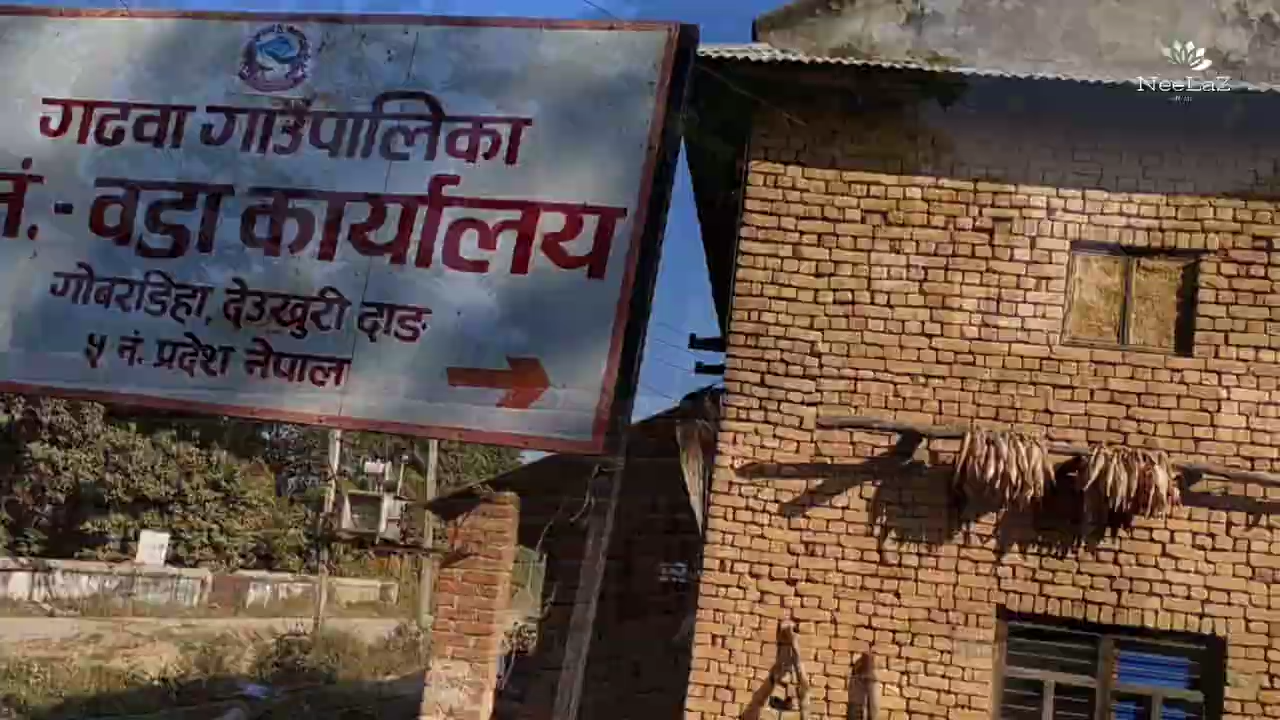 गढवा गाउँपालिका
नं. - वडा कार्यालय
गोबरडिहा, देउखुरी दाङ
५ नं. प्रदेश नेपाल
NeeLaZ